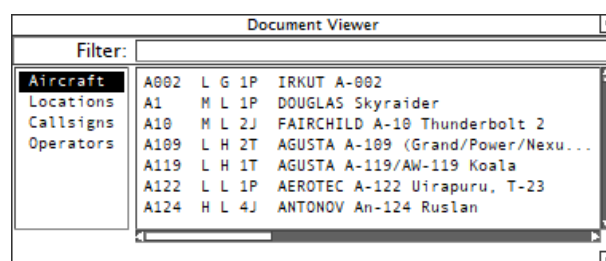 Document Viewer
Filter:
Aircraft
Locations
Callsigns
Operators
A002 L G 1P IRKUT A-002
A1 M L 1P DOUGLAS Skyraider
A10 M L 2J FAIRCHILD A-10 Thunderbolt 2
A109 L H 2T AGUSTA A-109 (Grand/Power/Nexu...
A119 L H 1T AGUSTA A-119/AW-119 Koala
A122 L L 1P AEROTEC A-122 Uirapuru, T-23
A124 H L 4J ANTONOV An-124 Ruslan